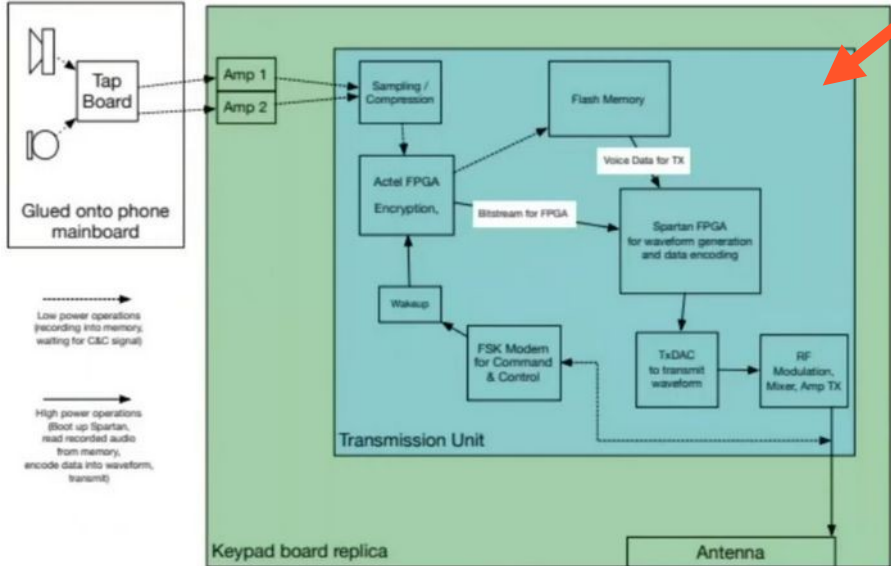 Tap
Board
Glued onto phone
mainboard
Amp 1
Amp 2
Sampling /
Compression
Flash Memory
Voice Data for TX
Actel FPGA
Encryption,
Bitstream for FPGA
Spartan FPGA
for waveform generation
and data encoding
Wakeup
FSK Modem
for Command
& Control
TxDAC
to transmit
waveform
RF
Modulation,
Mixer, Amp TX
Transmission Unit
Keypad board replica
Antenna
Low power operations
(recording into memory,
waiting for C&C signal)
High power operations
(Boot up Spartan,
read recorded audio
from memory,
encode data into waveform,
transmit)